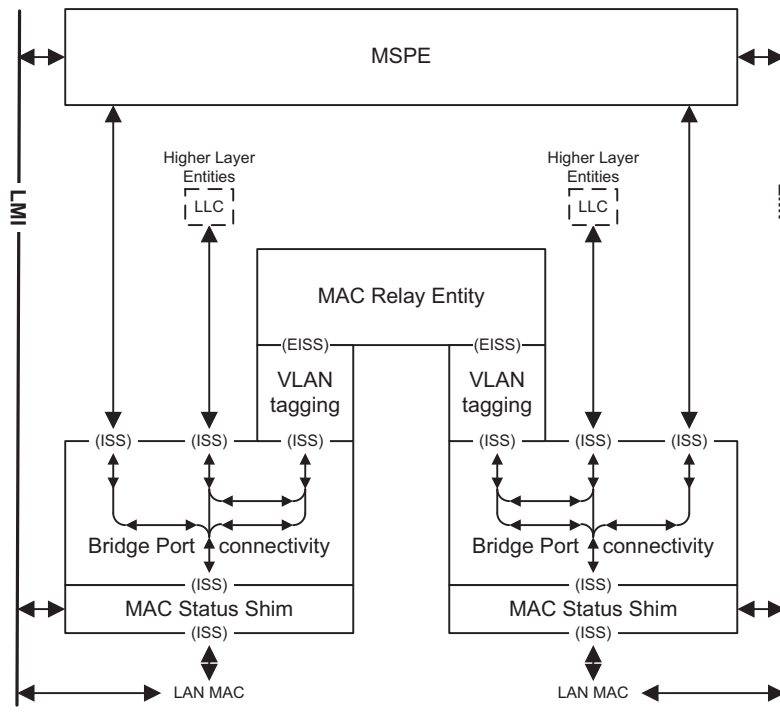 MSPE
Higher Layer
Entities
LLC
Higher Layer
Entities
LLC
LMI
MAC Relay Entity
(EISS)
(EISS)
VLAN
tagging
VLAN
tagging
(ISS)
(ISS)
(ISS)
(ISS)
(ISS)
(ISS)
Bridge Port connectivity
Bridge Port connectivity
(ISS)
(ISS)
MAC Status Shim
MAC Status Shim
(ISS)
(ISS)
LAN MAC
LAN MAC